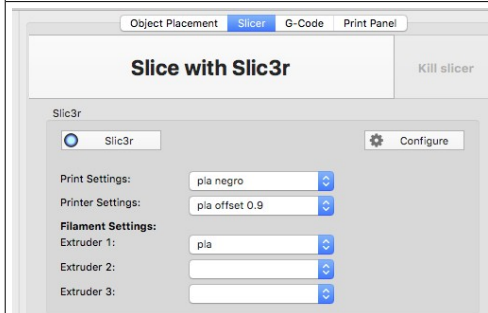 Object Placement Slicer G-Code Print Panel
Slice with Slic3r Kill slicer
Slic3r
Slic3r Configure
Print Settings: pla negro
Printer Settings: pla offset 0.9
Filament Settings:
Extruder 1: pla
Extruder 2:
Extruder 3: